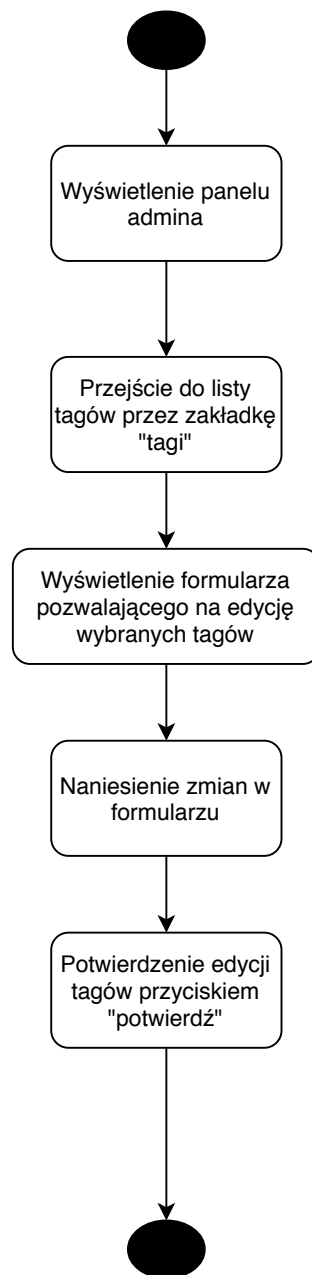 Wyświetlenie panelu
admina
Przejście do listy
tagów przez zakładkę
"tagi"
Wyświetlenie formularza
pozwalającego na edycję
wybranych tagów
Naniesienie zmian w
formularzu
Potwierdzenie edycji
tagów przyciskiem
"potwierdź"